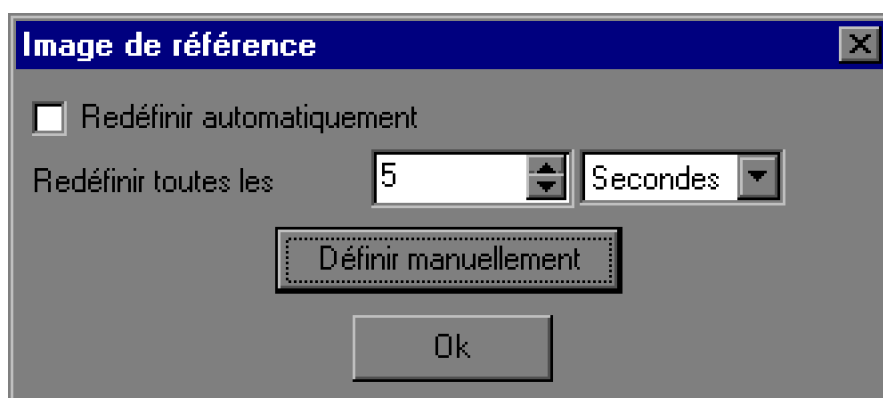 Image de référence
Redéfinir automatiquement
Redéfinir toutes les 5 Secondes
Définir manuellement
Ok